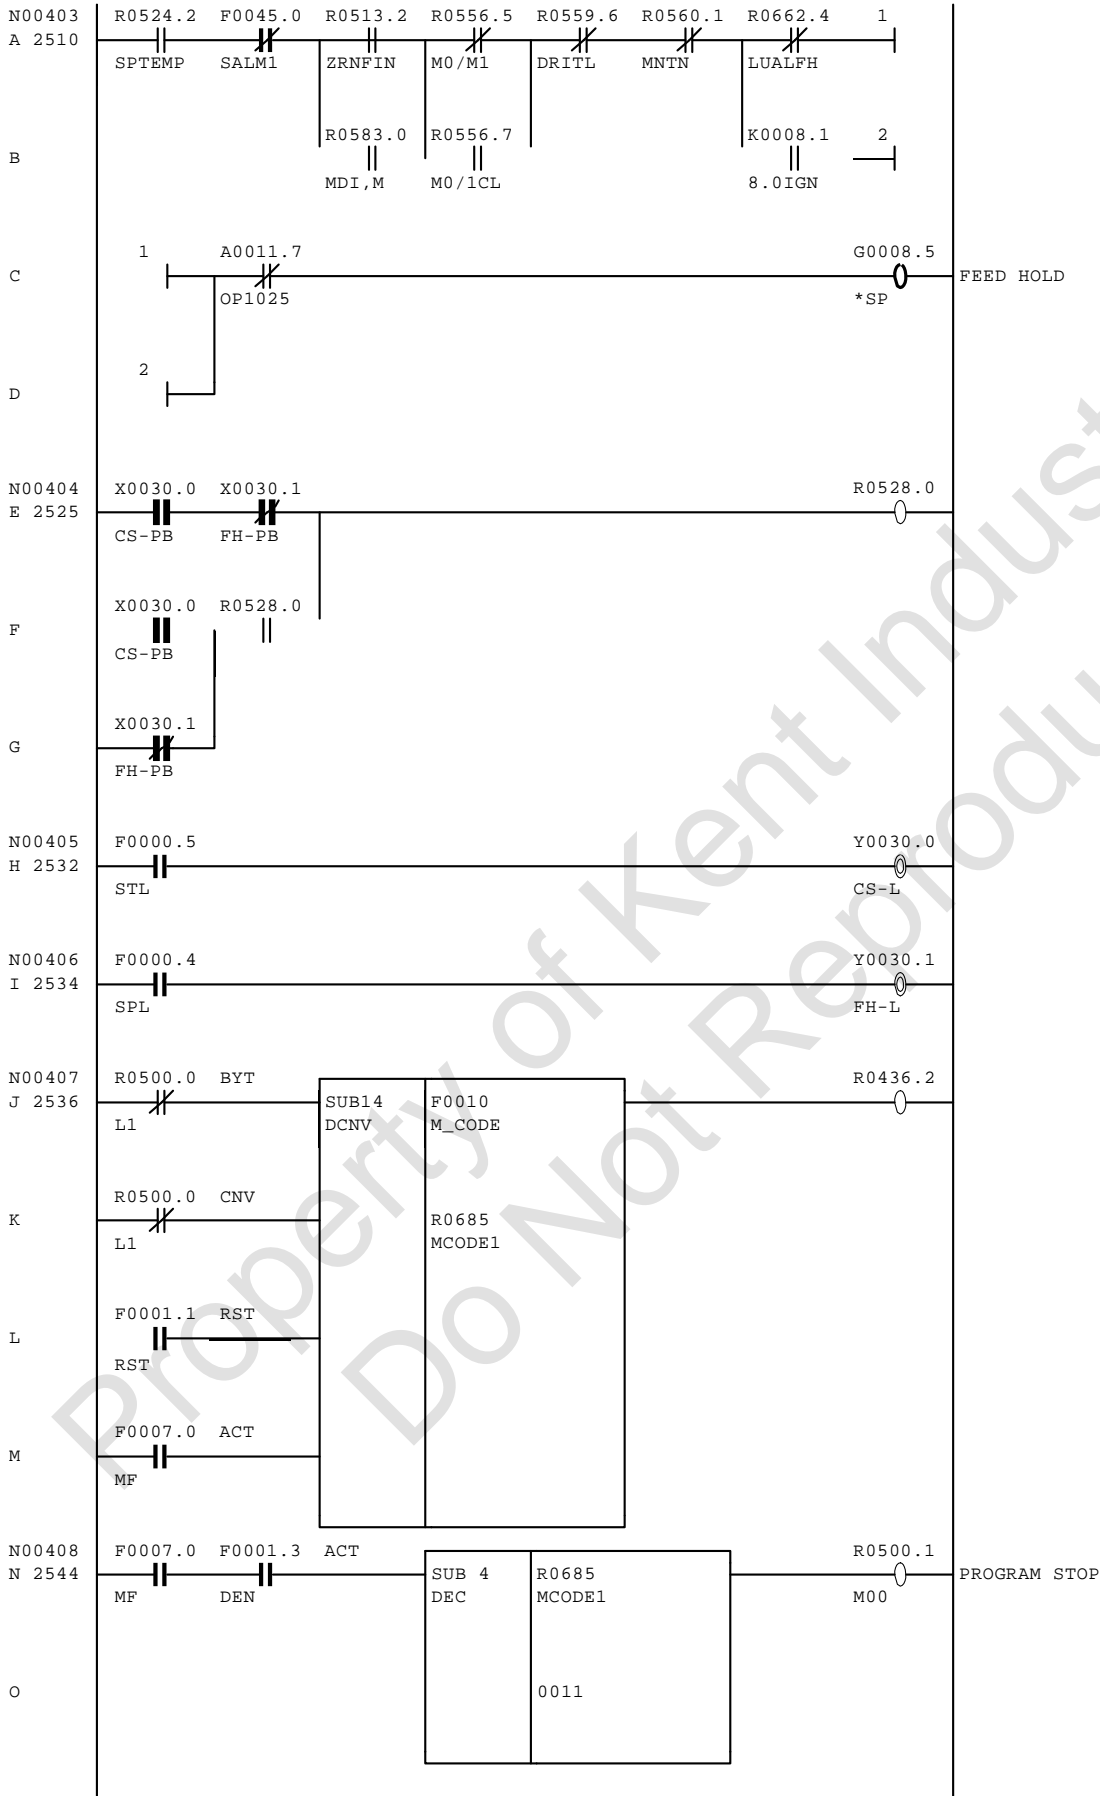 N00403 R0524.2 F0045.0 R0513.2 R0556.5 R0559.6 R0560.1 R0662.4 1
A 2510
SPTEMP SALM1 ZRNFIN M0/M1 DRITL MNTN LUALFH
R0583.0 R0556.7 K0008.1 2
B
MDI,M M0/1CL 8.0IGN
1 A0011.7 G0008.5
C FEED HOLD
OP1025 *SP
2
D
N00404 X0030.0 X0030.1 R0528.0
E 2525
CS-PB FH-PB
X0030.0 R0528.0
F
CS-PB
X0030.1
G
FH-PB
N00405 F0000.5 Y0030.0
H 2532
STL CS-L
N00406 F0000.4 Y0030.1
I 2534
SPL FH-L
N00407 R0500.0 BYT R0436.2
J 2536 SUB14 F0010
L1 DCNV M_CODE
R0500.0 CNV
K R0685
L1 MCODE1
F0001.1 RST
L
RST
F0007.0 ACT
M
MF
N00408 F0007.0 F0001.3 ACT R0500.1
N 2544 SUB 4 R0685 PROGRAM STOP
MF DEN DEC MCODE1 M00
O 0011
Property of Kent Indust
Do Not Reprodu